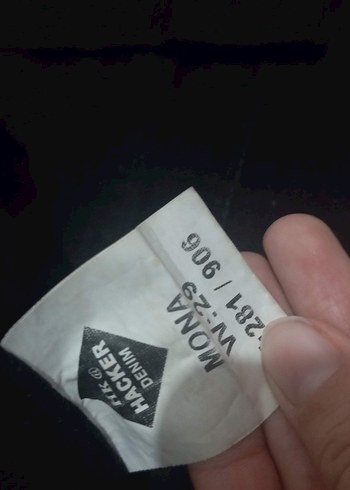 HACKER
DENIM
MONA
W:29
281 / 906